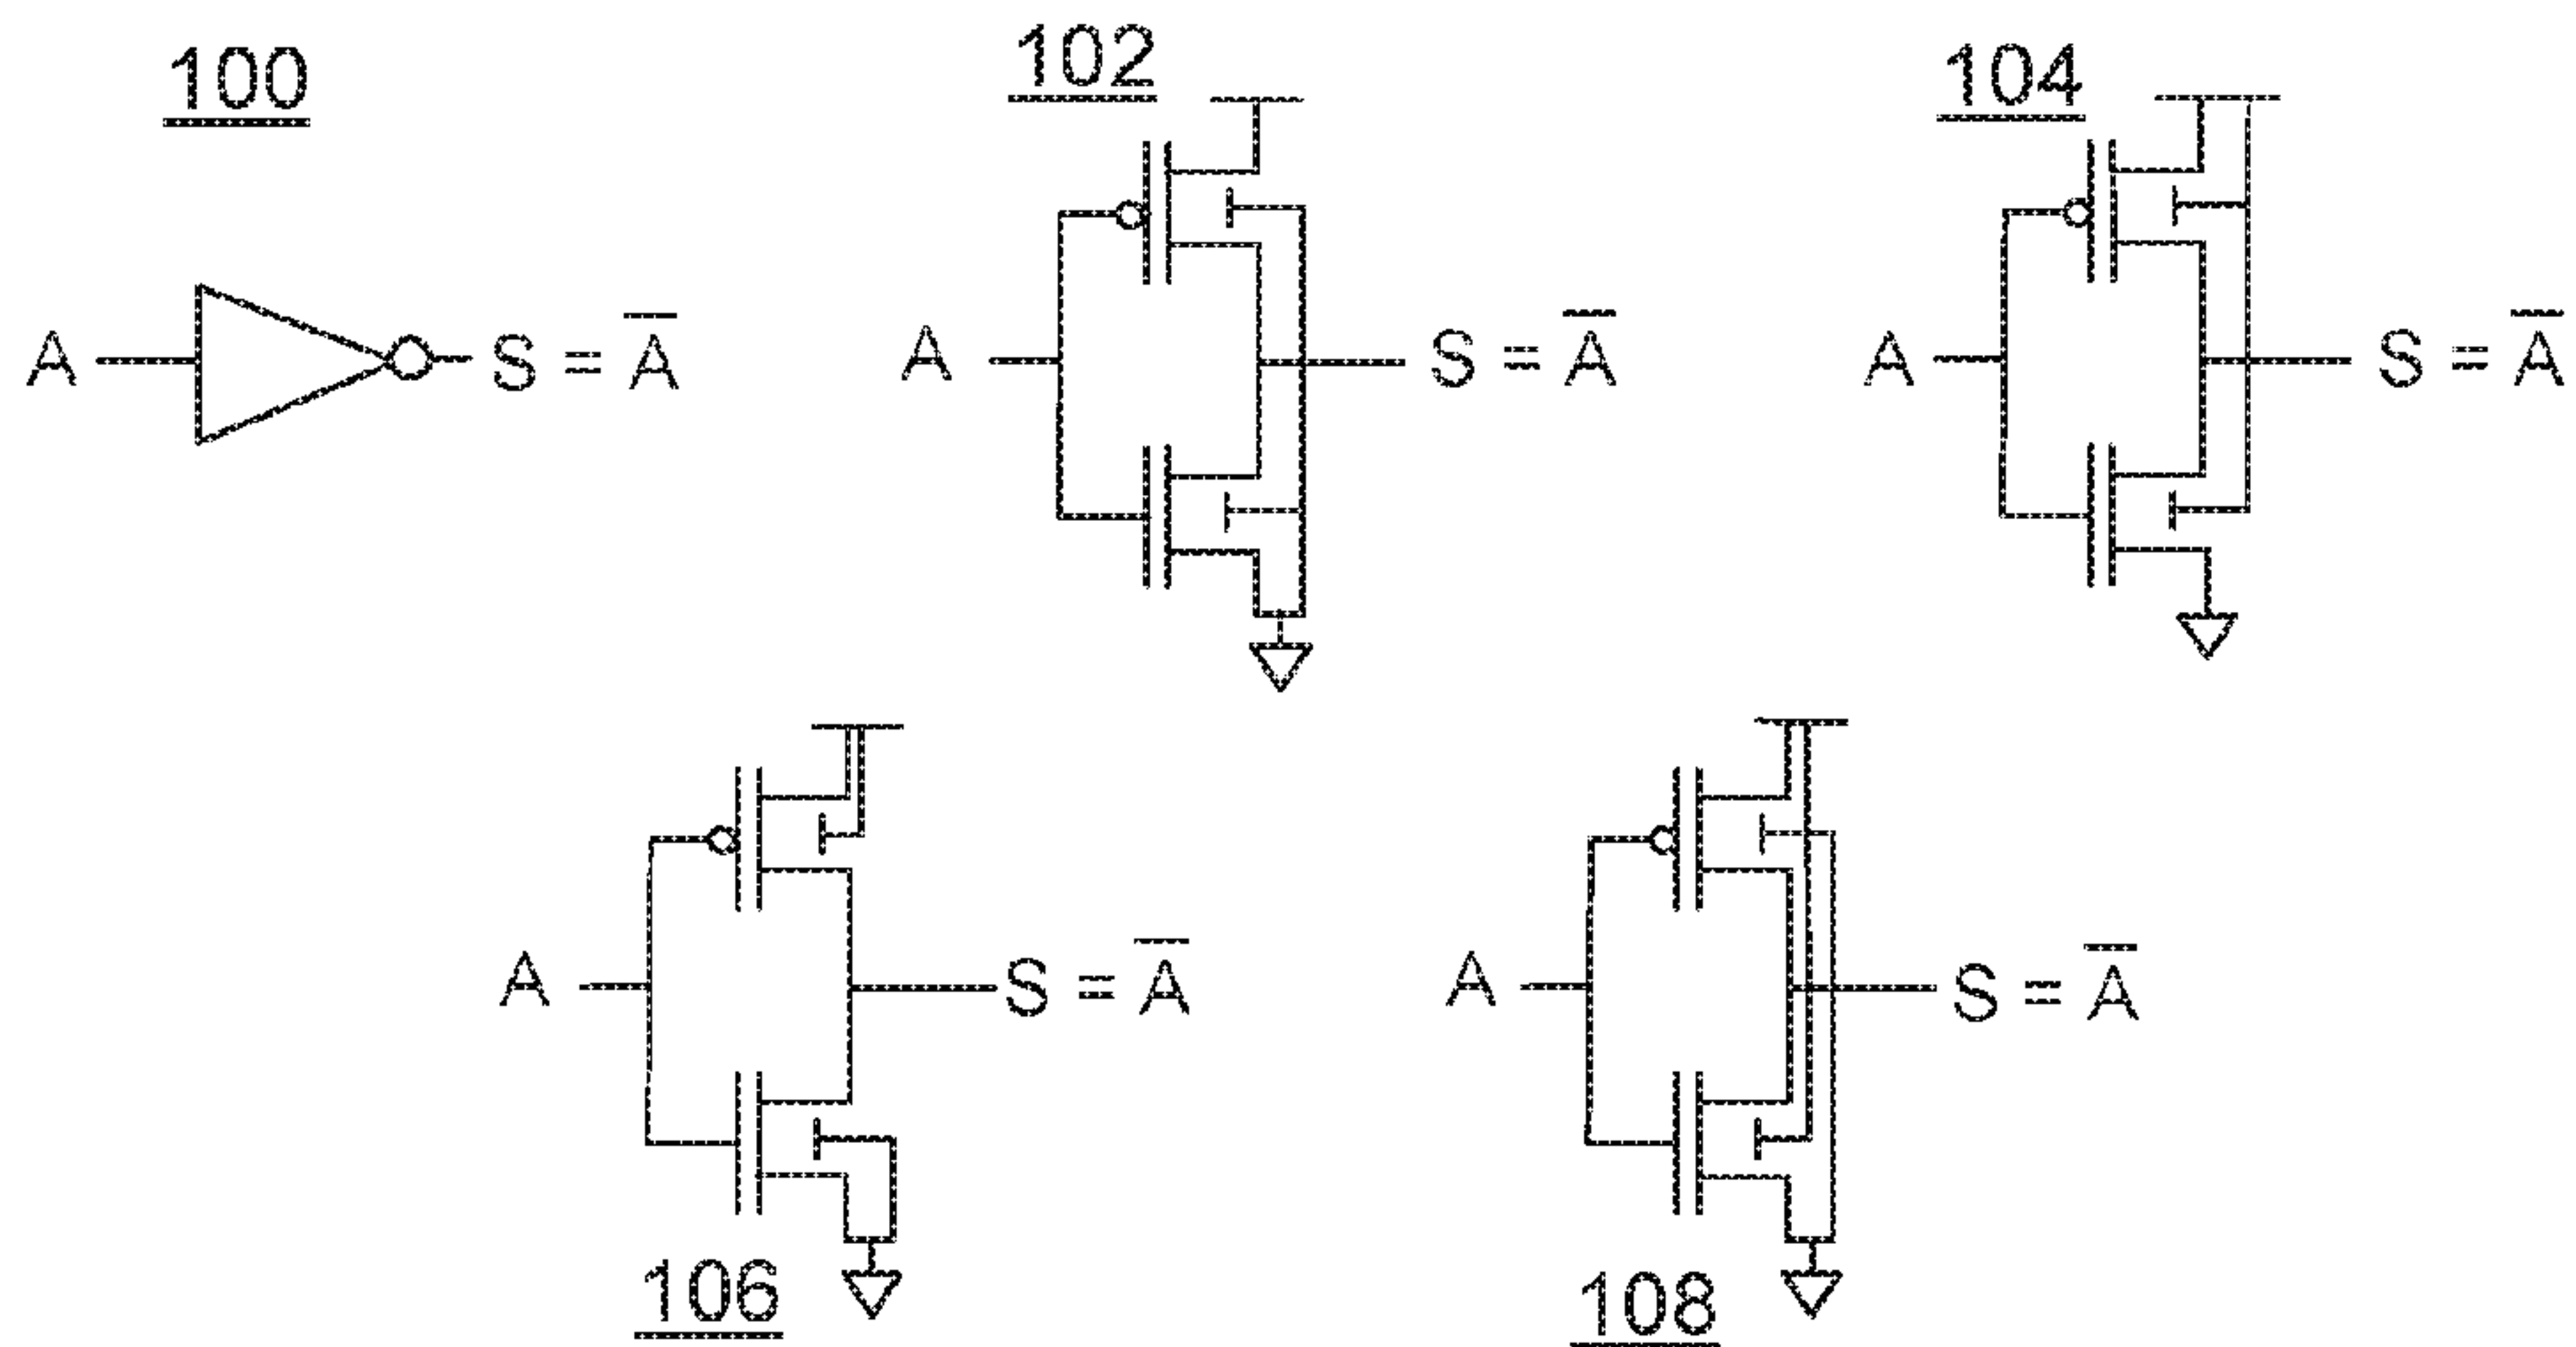 100
102
104
A
S = A̅
A
S = A̅
A
S = A̅
A
S = A̅
A
S = A̅
106
108